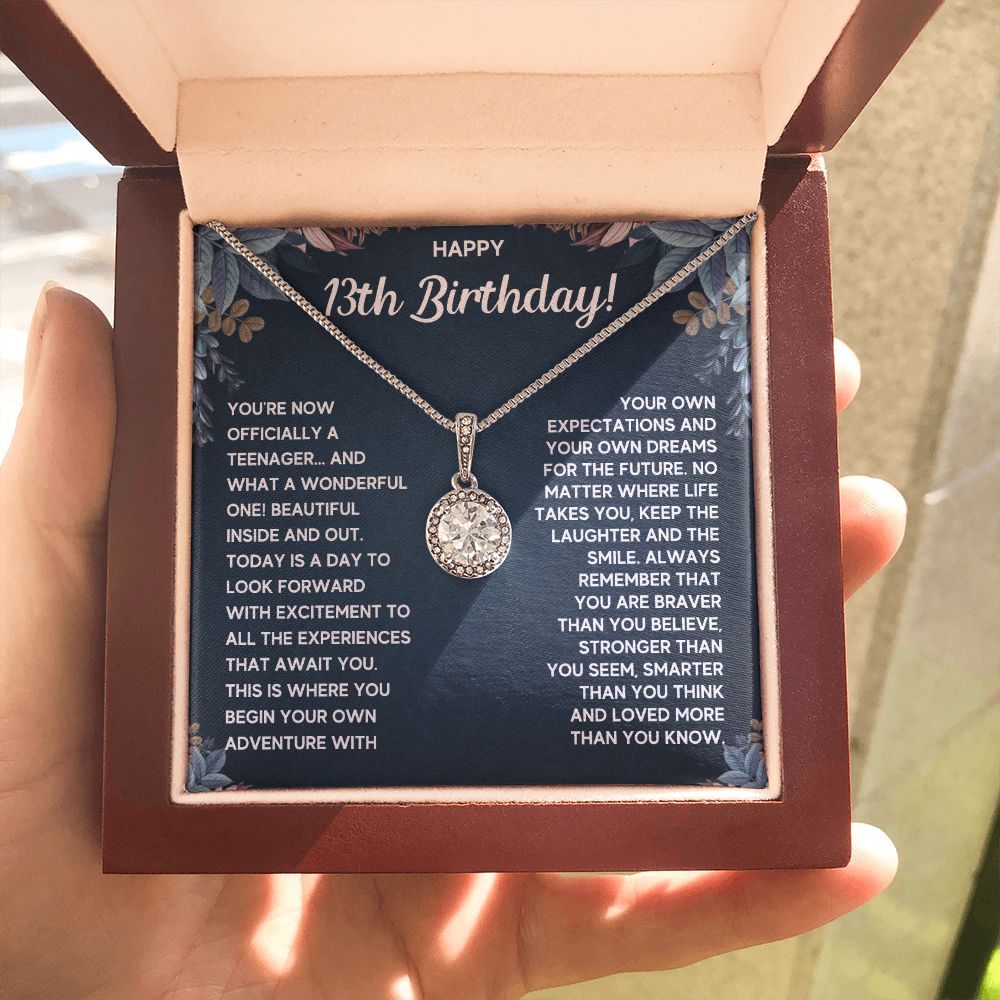 HAPPY
13th Birthday!
YOU'RE NOW
OFFICIALLY A
TEENAGER... AND
WHAT A WONDERFUL
ONE! BEAUTIFUL
INSIDE AND OUT.
TODAY IS A DAY TO
LOOK FORWARD
WITH EXCITEMENT TO
ALL THE EXPERIENCES
THAT AWAIT YOU.
THIS IS WHERE YOU
BEGIN YOUR OWN
ADVENTURE WITH
YOUR OWN
EXPECTATIONS AND
YOUR OWN DREAMS
FOR THE FUTURE. NO
MATTER WHERE LIFE
TAKES YOU, KEEP THE
LAUGHTER AND THE
SMILE. ALWAYS
REMEMBER THAT
YOU ARE BRAVER
THAN YOU BELIEVE,
STRONGER THAN
YOU SEEM, SMARTER
THAN YOU THINK
AND LOVED MORE
THAN YOU KNOW.